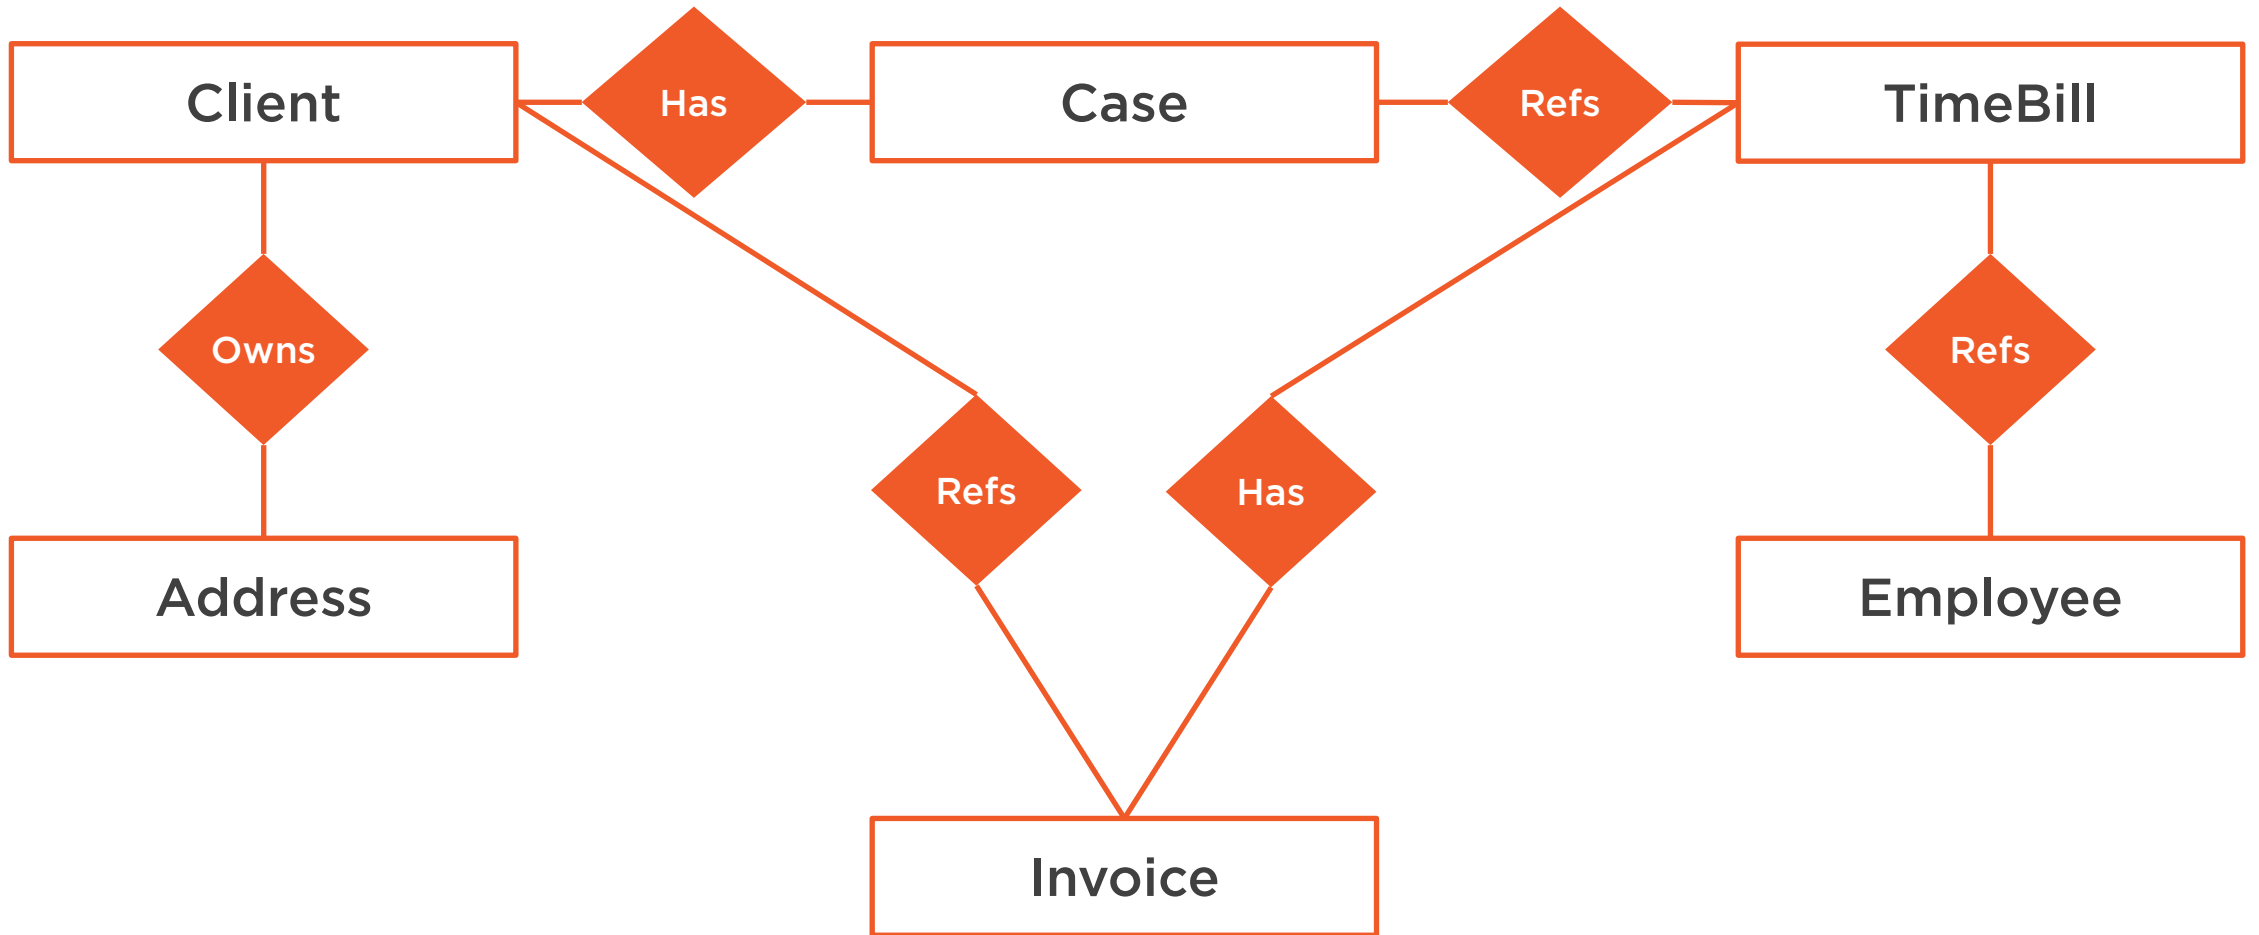 Client
Has
Case
Refs
TimeBill
Owns
Refs
Refs
Has
Address
Employee
Invoice